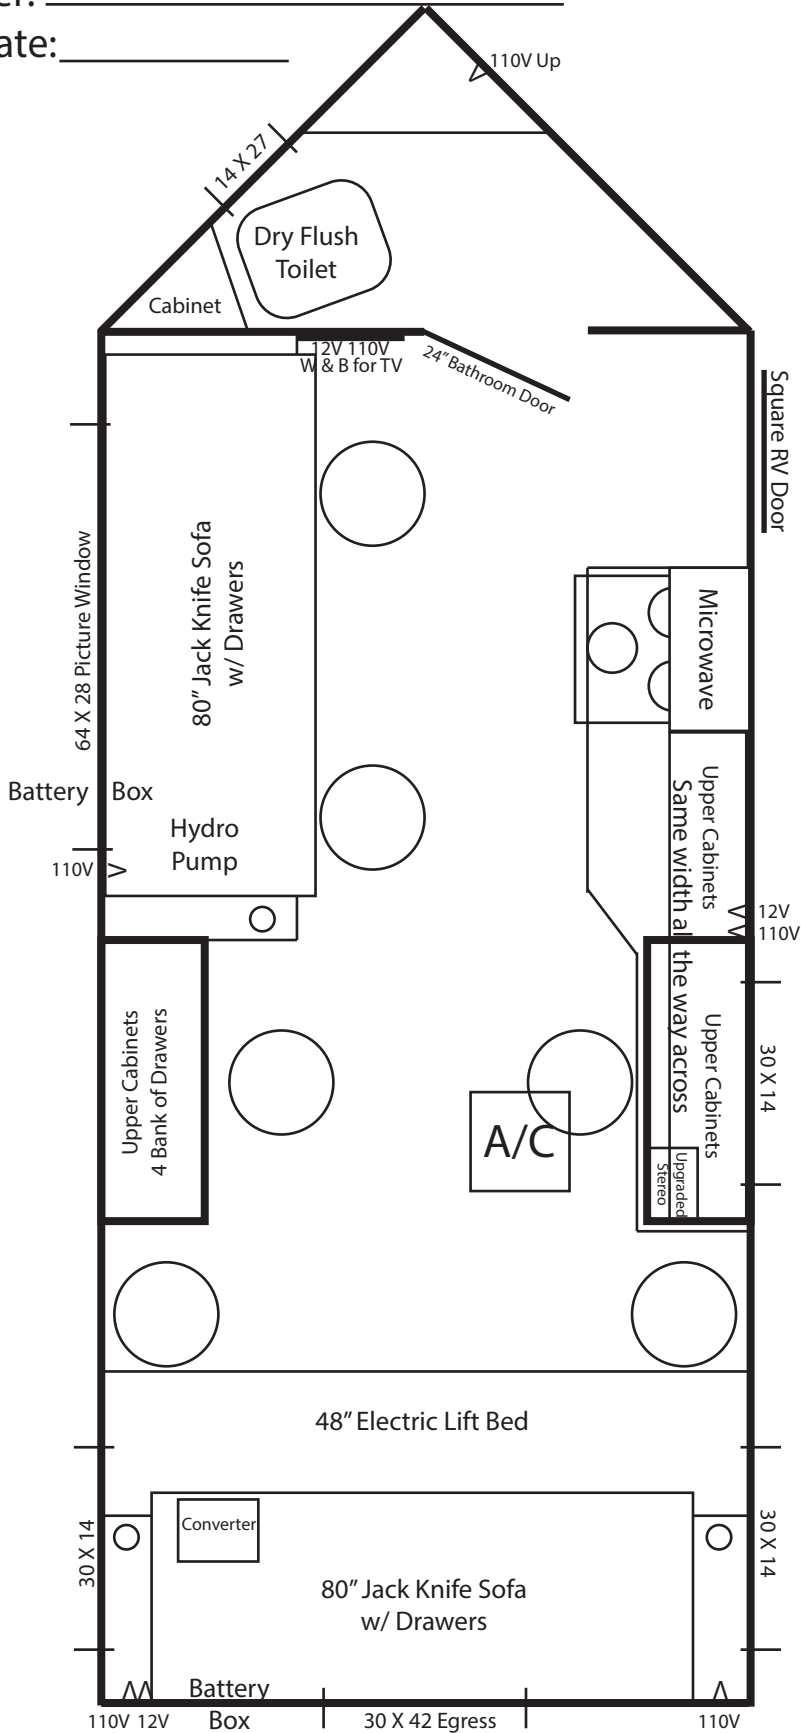 er:
ate:
110V Up
14 X 27
Dry Flush
Toilet
Cabinet
12V 110V
W & B for TV
24" Bathroom Door
Square RV Door
64 X 28 Picture Window
80" Jack Knife Sofa
w/ Drawers
Microwave
Battery Box
Hydro
Pump
110V
Upper Cabinets
Same width all the way across
12V
110V
Upper Cabinets
4 Bank of Drawers
Upper Cabinets
30 X 14
A/C
Upgraded
Stereo
48" Electric Lift Bed
30 X 14
Converter
30 X 14
80" Jack Knife Sofa
w/ Drawers
Battery
Box
110V 12V
30 X 42 Egress
110V